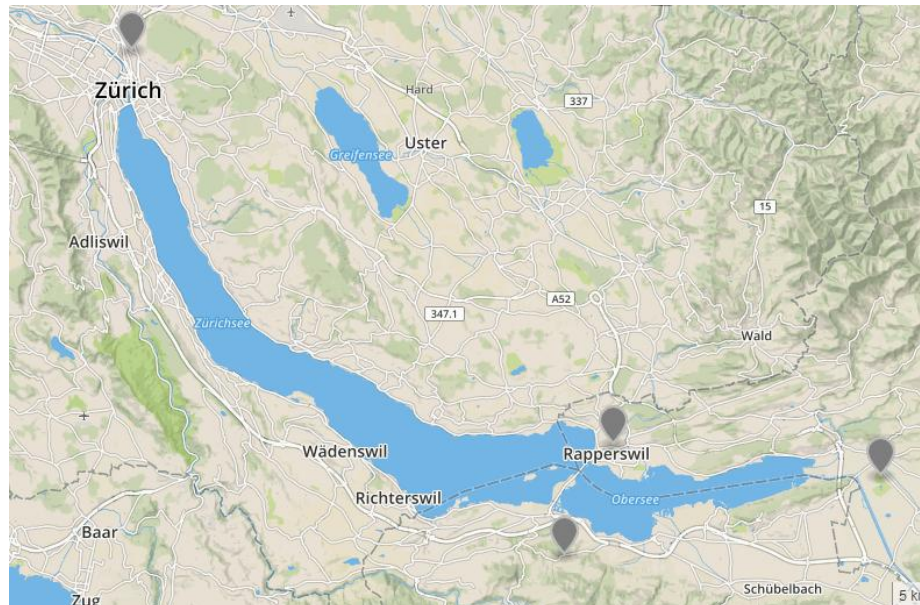 Hard
337
Zürich
Uster
Greifensee
15
Adliswil
A52
347.1
Zürichsee
Wald
Wädenswil
Rapperswil
Richterswil
Obersee
Baar
Schübelbach
Zug
5 k